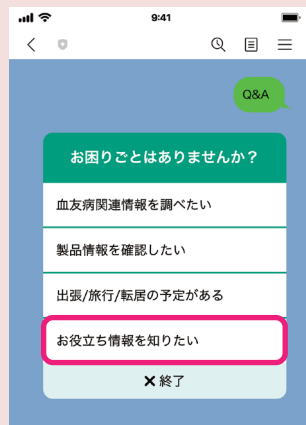 9:41
Q&A
お困りごとはありませんか？
血友病関連情報を調べたい
製品情報を確認したい
出張/旅行/転居の予定がある
お役立ち情報を知りたい
✕ 終了